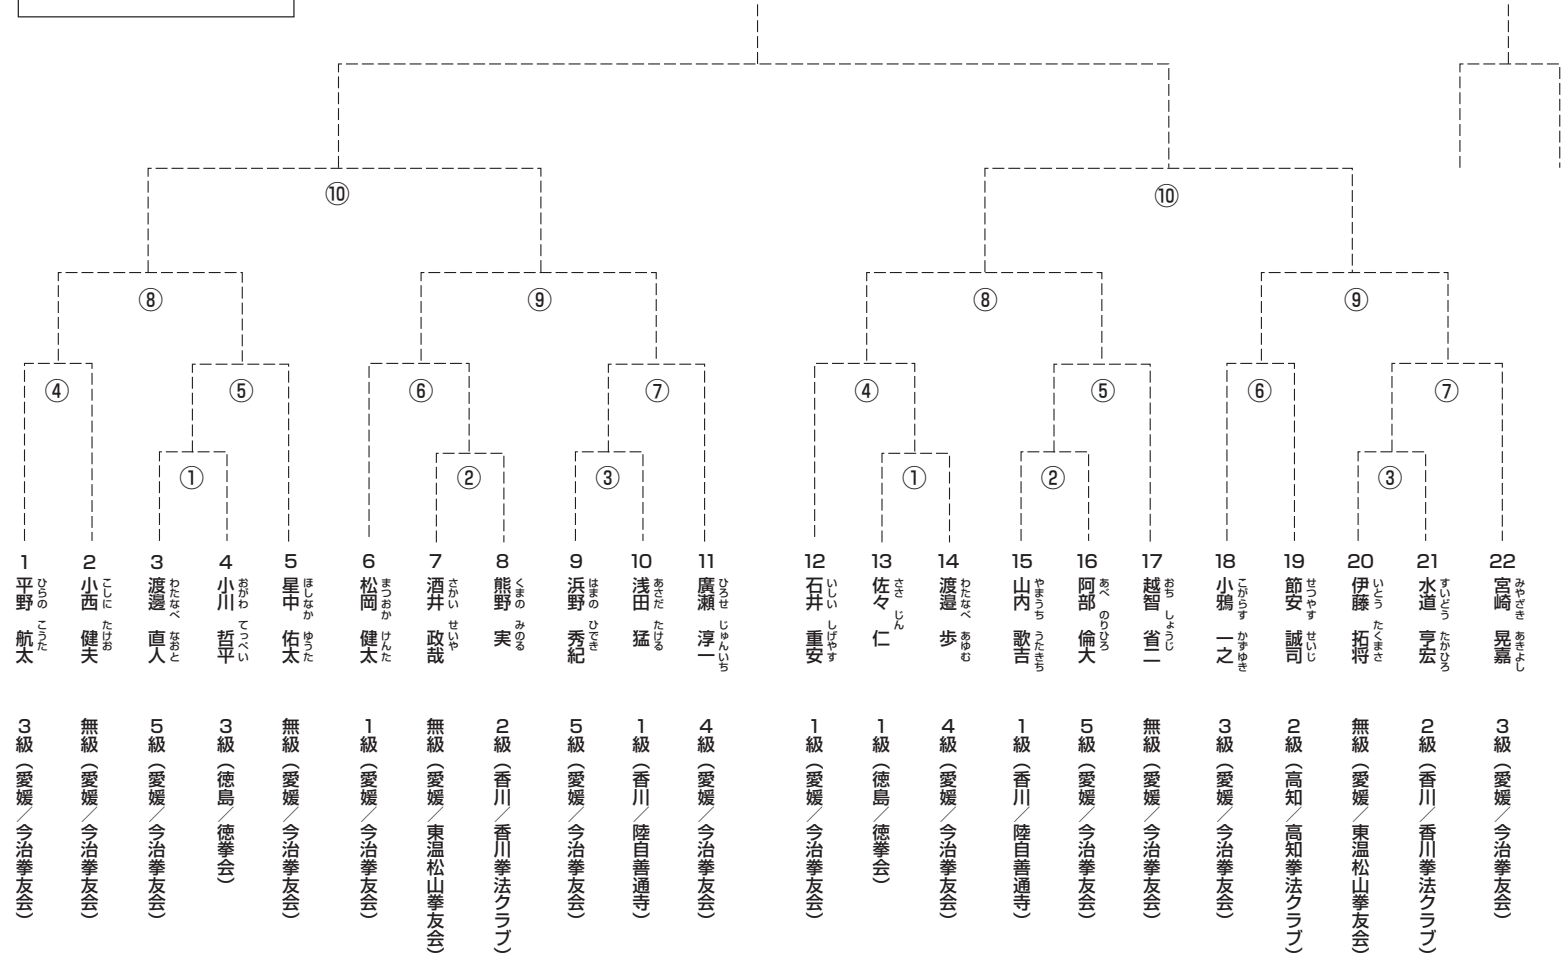 ⑩ ⑩
⑧ ⑨ ⑧ ⑨
④ ⑤ ⑥ ⑦ ④ ⑤ ⑥ ⑦
① ② ③ ① ② ③
1 平野 航太 ひらの こうた 3級（愛媛／今治拳友会）
2 小西 健夫 こしに たけお 無級（愛媛／今治拳友会）
3 渡邊 直人 わたなべ なおと 5級（愛媛／今治拳友会）
4 小川 哲平 おがわ てっぺい 3級（徳島／徳拳会）
5 星中 佑太 ほしなか ゆうた 無級（愛媛／今治拳友会）
6 松岡 健太 まつおか けんた 1級（愛媛／今治拳友会）
7 酒井 政哉 さかい せいや 無級（愛媛／東温松山拳友会）
8 熊野 実 くまの みのる 2級（香川／香川拳法クラブ）
9 浜野 秀紀 はまの ひでき 5級（愛媛／今治拳友会）
10 浅田 猛 あさだ たける 1級（香川／陸自善通寺）
11 廣瀬 淳一 ひろせ じゅんいち 4級（愛媛／今治拳友会）
12 石井 重安 いしい しげやす 1級（愛媛／今治拳友会）
13 佐々 仁 ささ じん 1級（徳島／徳拳会）
14 渡邉 歩 わたなべ あゆむ 4級（愛媛／今治拳友会）
15 山内 歌吉 やまうち うたきち 1級（香川／陸自善通寺）
16 阿部 倫大 あべ のりひろ 5級（愛媛／今治拳友会）
17 越智 省二 おち しょうじ 無級（愛媛／今治拳友会）
18 小鴉 一之 こがらす かずゆき 3級（愛媛／今治拳友会）
19 節安 誠司 せつやす せいじ 2級（高知／高知拳法クラブ）
20 伊藤 拓将 いとう たくまさ 無級（愛媛／東温松山拳友会）
21 水道 享宏 すいどう たかひろ 2級（香川／香川拳法クラブ）
22 宮崎 晃嘉 みやざき あきよし 3級（愛媛／今治拳友会）